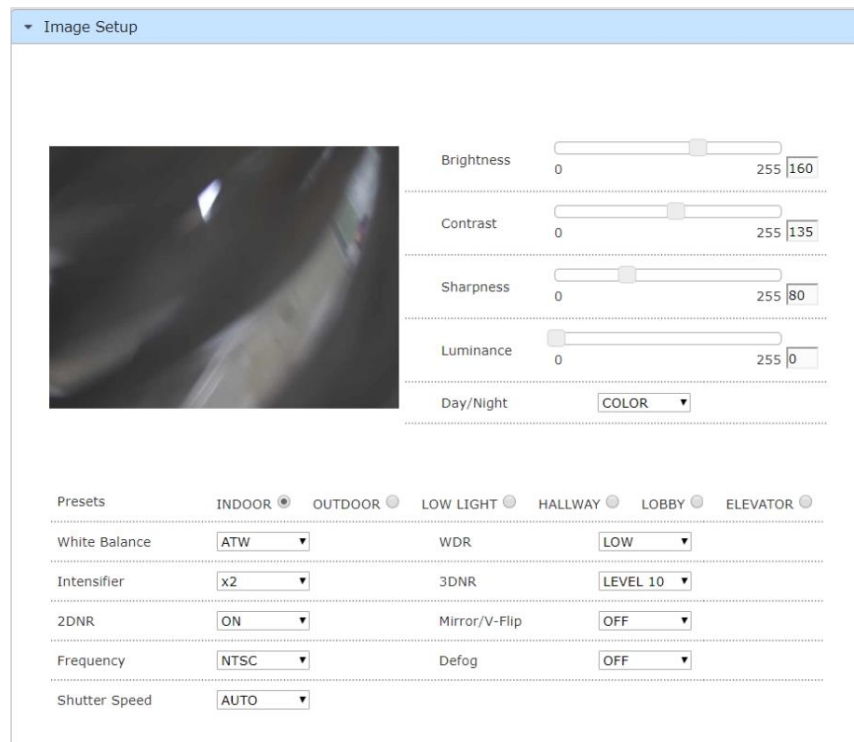 Image Setup
Brightness
0 255 160
Contrast
0 255 135
Sharpness
0 255 80
Luminance
0 255 0
Day/Night COLOR
Presets INDOOR OUTDOOR LOW LIGHT HALLWAY LOBBY ELEVATOR
White Balance ATW WDR LOW
Intensifier x2 3DNR LEVEL 10
2DNR ON Mirror/V-Flip OFF
Frequency NTSC Defog OFF
Shutter Speed AUTO